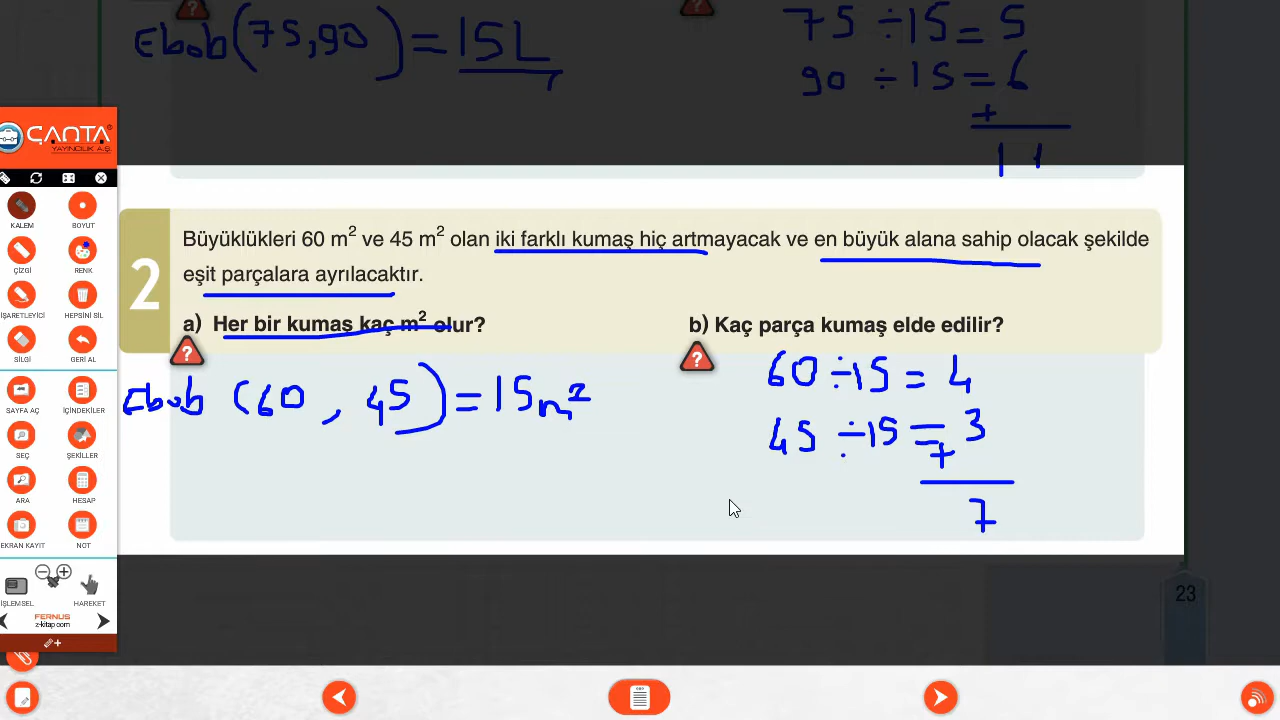 Ebob(75,90) = 15L
75 ÷15 = 5
90 ÷15 = 6
+
11
ÇANTA
YAYINCILIK A.Ş.
KALEM
BOYUT
ÇİZGİ
RENK
İŞARETLEYİCİ
HEPSİNİ SİL
SİLGİ
GERİ AL
SAYFA AÇ
İÇİNDEKİLER
SEÇ
ŞEKİLLER
ARA
HESAP
EKRAN KAYIT
NOT
İŞLEMSEL
HAREKET
FERNUS
z-kitap.com
2
Büyüklükleri 60 m² ve 45 m² olan iki farklı kumaş hiç artmayacak ve en büyük alana sahip olacak şekilde
eşit parçalara ayrılacaktır.
a) Her bir kumaş kaç m² olur?
b) Kaç parça kumaş elde edilir?
Ebob (60 , 45) = 15m²
60 ÷15 = 4
45 ÷15 = 3
+
7
23